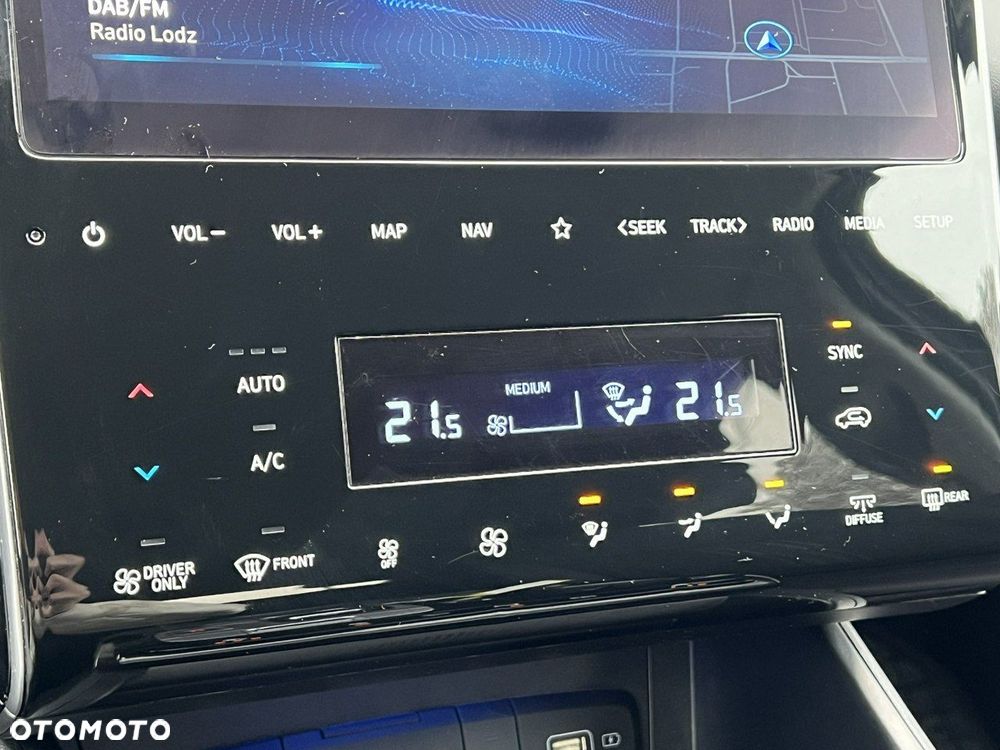 DAB/FM
Radio Lodz
VOL− VOL+ MAP NAV <SEEK TRACK> RADIO MEDIA SETUP
AUTO
A/C
21.5 MEDIUM 21.5
SYNC
DRIVER ONLY
FRONT
OFF
DIFFUSE
REAR
OTOMOTO